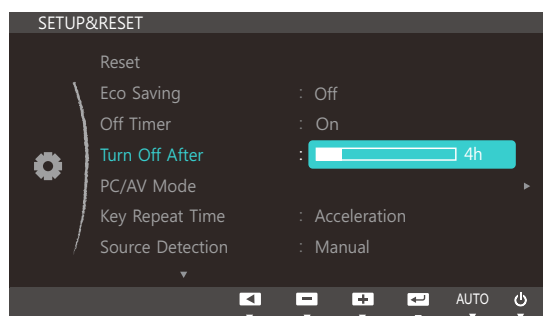 SETUP&RESET
Reset
Eco Saving : Off
Off Timer : On
Turn Off After : 4h
PC/AV Mode
Key Repeat Time : Acceleration
Source Detection : Manual
AUTO